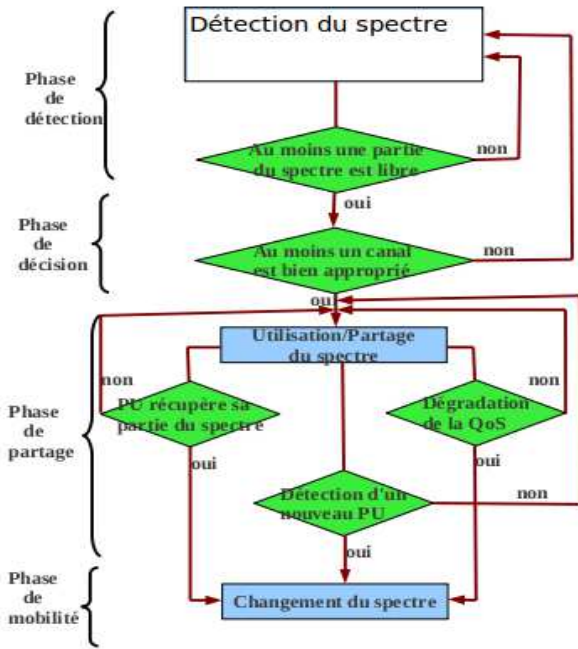 Détection du spectre
Phase
de
détection
Au moins une partie
du spectre est libre
non
oui
Phase
de
décision
Au moins un canal
est bien approprié
non
oui
Utilisation/Partage
du spectre
Phase
de
partage
non
PU récupère sa
partie du spectre
oui
Dégradation
de la QoS
non
oui
Détection d'un
nouveau PU
non
oui
Phase
de
mobilité
Changement du spectre